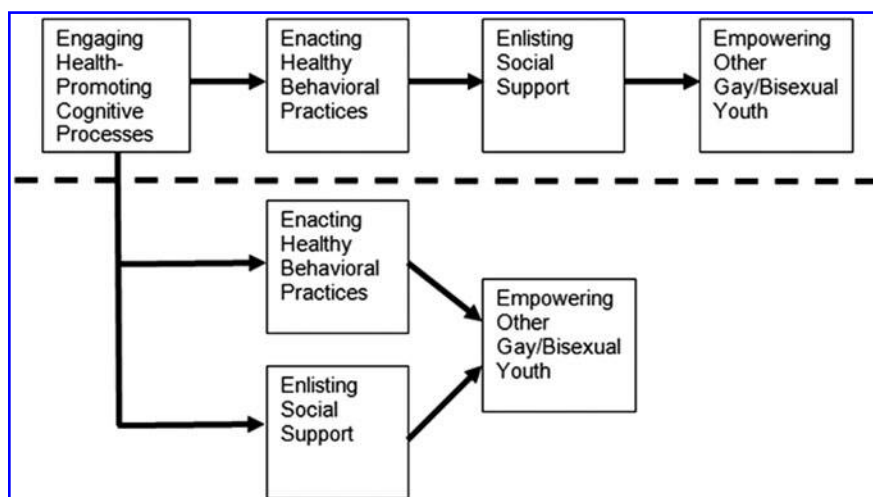 Engaging
Health-
Promoting
Cognitive
Processes
Enacting
Healthy
Behavioral
Practices
Enlisting
Social
Support
Empowering
Other
Gay/Bisexual
Youth
Enacting
Healthy
Behavioral
Practices
Empowering
Other
Gay/Bisexual
Youth
Enlisting
Social
Support